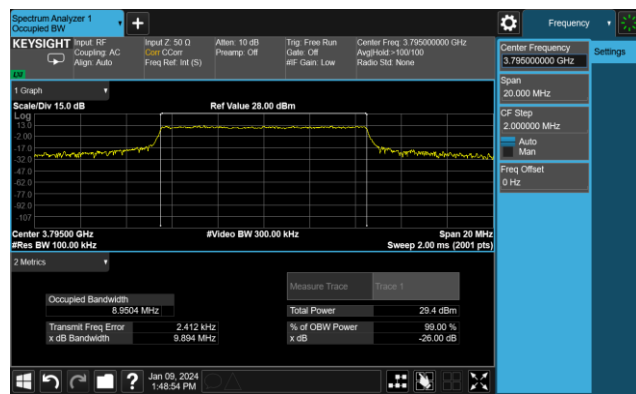 Spectrum Analyzer 1
Occupied BW
Frequency
KEYSIGHT
Input: RF
Coupling: AC
Align: Auto
Input Z: 50 Ω
Corr CCorr
Freq Ref: Int (S)
Atten: 10 dB
Preamp: Off
Trig: Free Run
Gate: Off
#IF Gain: Low
Center Freq: 3.795000000 GHz
Avg|Hold:>100/100
Radio Std: None
Center Frequency
3.795000000 GHz
Settings
Span
20.000 MHz
CF Step
2.000000 MHz
Auto
Man
Freq Offset
0 Hz
LXI
1 Graph
Scale/Div 15.0 dB
Ref Value 28.00 dBm
Log
13.0
-2.00
-17.0
-32.0
-47.0
-62.0
-77.0
-92.0
-107
Center 3.79500 GHz
#Video BW 300.00 kHz
Span 20 MHz
#Res BW 100.00 kHz
Sweep 2.00 ms (2001 pts)
2 Metrics
Measure Trace
Trace 1
Occupied Bandwidth
8.9504 MHz
Total Power
29.4 dBm
Transmit Freq Error
2.412 kHz
% of OBW Power
99.00 %
x dB Bandwidth
9.894 MHz
x dB
-26.00 dB
?
Jan 09, 2024
1:48:54 PM